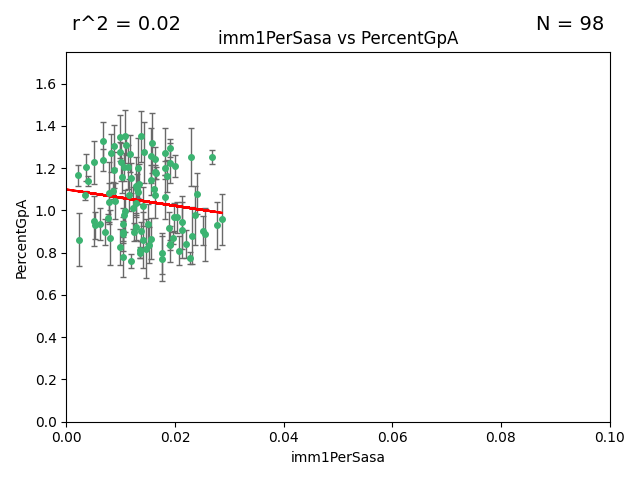 r^2 = 0.02
N = 98
imm1PerSasa vs PercentGpA
1.6
1.4
1.2
1.0
0.8
0.6
0.4
0.2
0.0
PercentGpA
0.00 0.02 0.04 0.06 0.08 0.10
imm1PerSasa